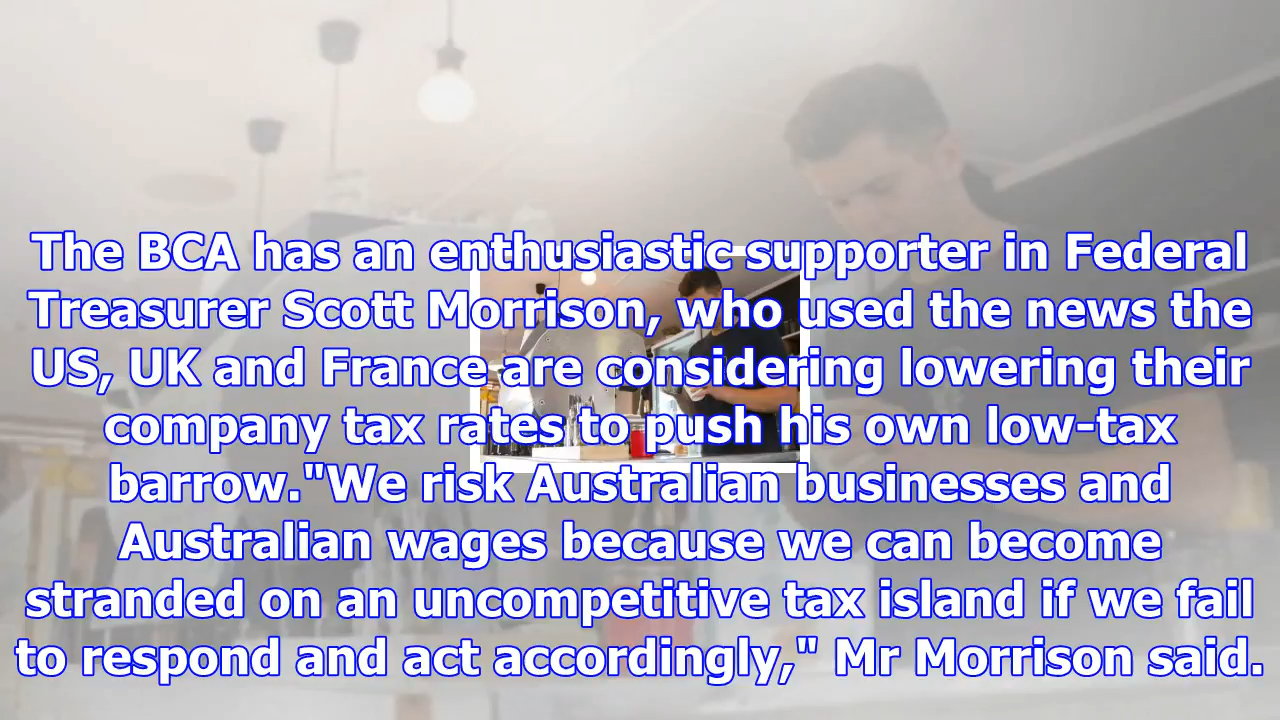 The BCA has an enthusiastic supporter in Federal
Treasurer Scott Morrison, who used the news the
US, UK and France are considering lowering their
company tax rates to push his own low-tax
barrow."We risk Australian businesses and
Australian wages because we can become
stranded on an uncompetitive tax island if we fail
to respond and act accordingly," Mr Morrison said.